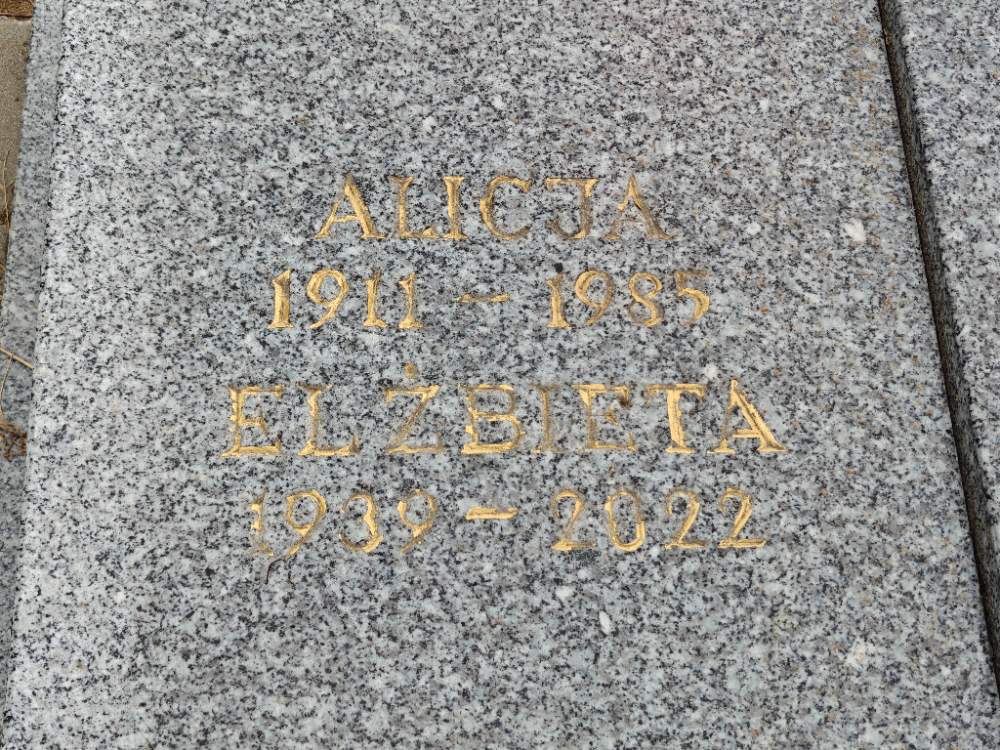 ALICJA
1911 – 1985
ELŻBIETA
1939 – 2022